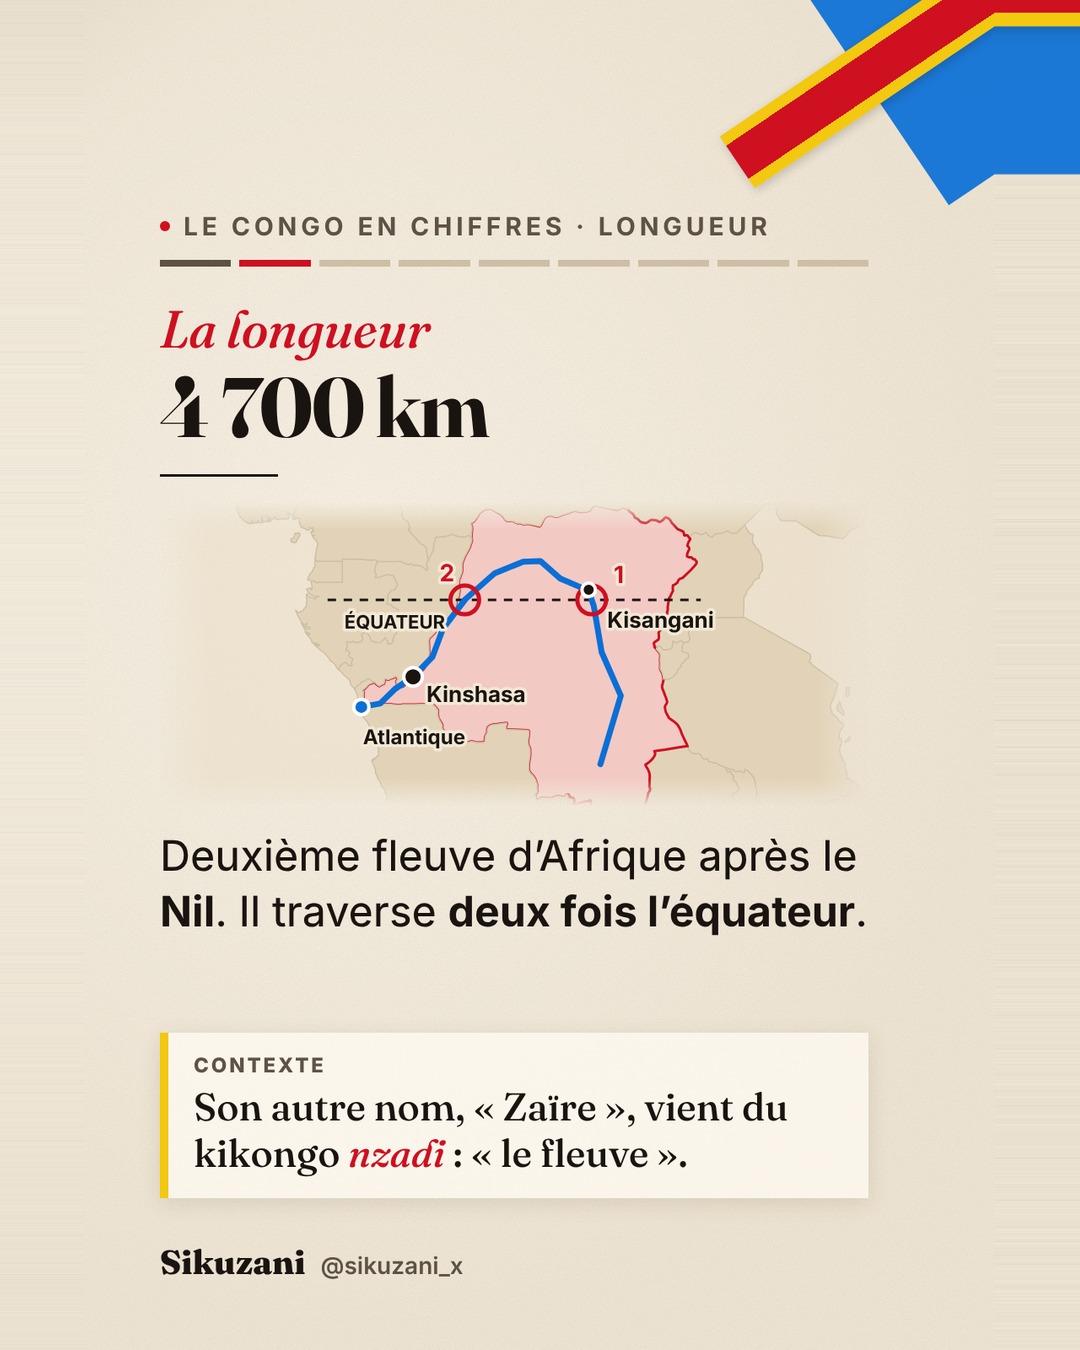 LE CONGO EN CHIFFRES · LONGUEUR
La longueur
4 700 km
2
1
ÉQUATEUR
Kisangani
Kinshasa
Atlantique
Deuxième fleuve d’Afrique après le
Nil. Il traverse deux fois l’équateur.
CONTEXTE
Son autre nom, « Zaïre », vient du
kikongo nzadi : « le fleuve ».
Sikuzani @sikuzani_x